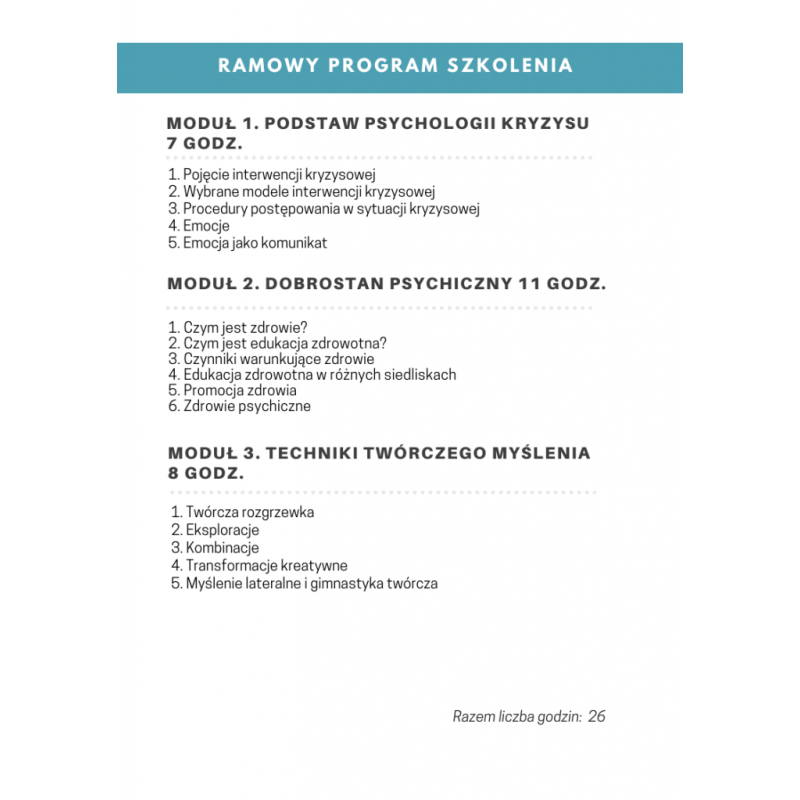 RAMOWY PROGRAM SZKOLENIA
MODUŁ 1. PODSTAW PSYCHOLOGII KRYZYSU
7 GODZ.
1. Pojęcie interwencji kryzysowej
2. Wybrane modele interwencji kryzysowej
3. Procedury postępowania w sytuacji kryzysowej
4. Emocje
5. Emocja jako komunikat
MODUŁ 2. DOBROSTAN PSYCHICZNY 11 GODZ.
1. Czym jest zdrowie?
2. Czym jest edukacja zdrowotna?
3. Czynniki warunkujące zdrowie
4. Edukacja zdrowotna w różnych siedliskach
5. Promocja zdrowia
6. Zdrowie psychiczne
MODUŁ 3. TECHNIKI TWÓRCZEGO MYŚLENIA
8 GODZ.
1. Twórcza rozgrzewka
2. Eksploracje
3. Kombinacje
4. Transformacje kreatywne
5. Myślenie lateralne i gimnastyka twórcza
Razem liczba godzin: 26